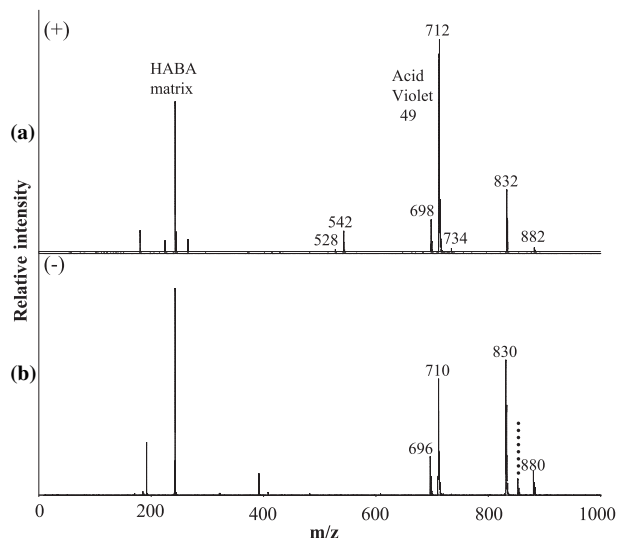 (+)
712
HABA
matrix
Acid
Violet
49
(a)
832
698
542
528
734
882
Relative intensity
(-)
(b)
830
710
696
880
0
200
400
600
800
1000
m/z